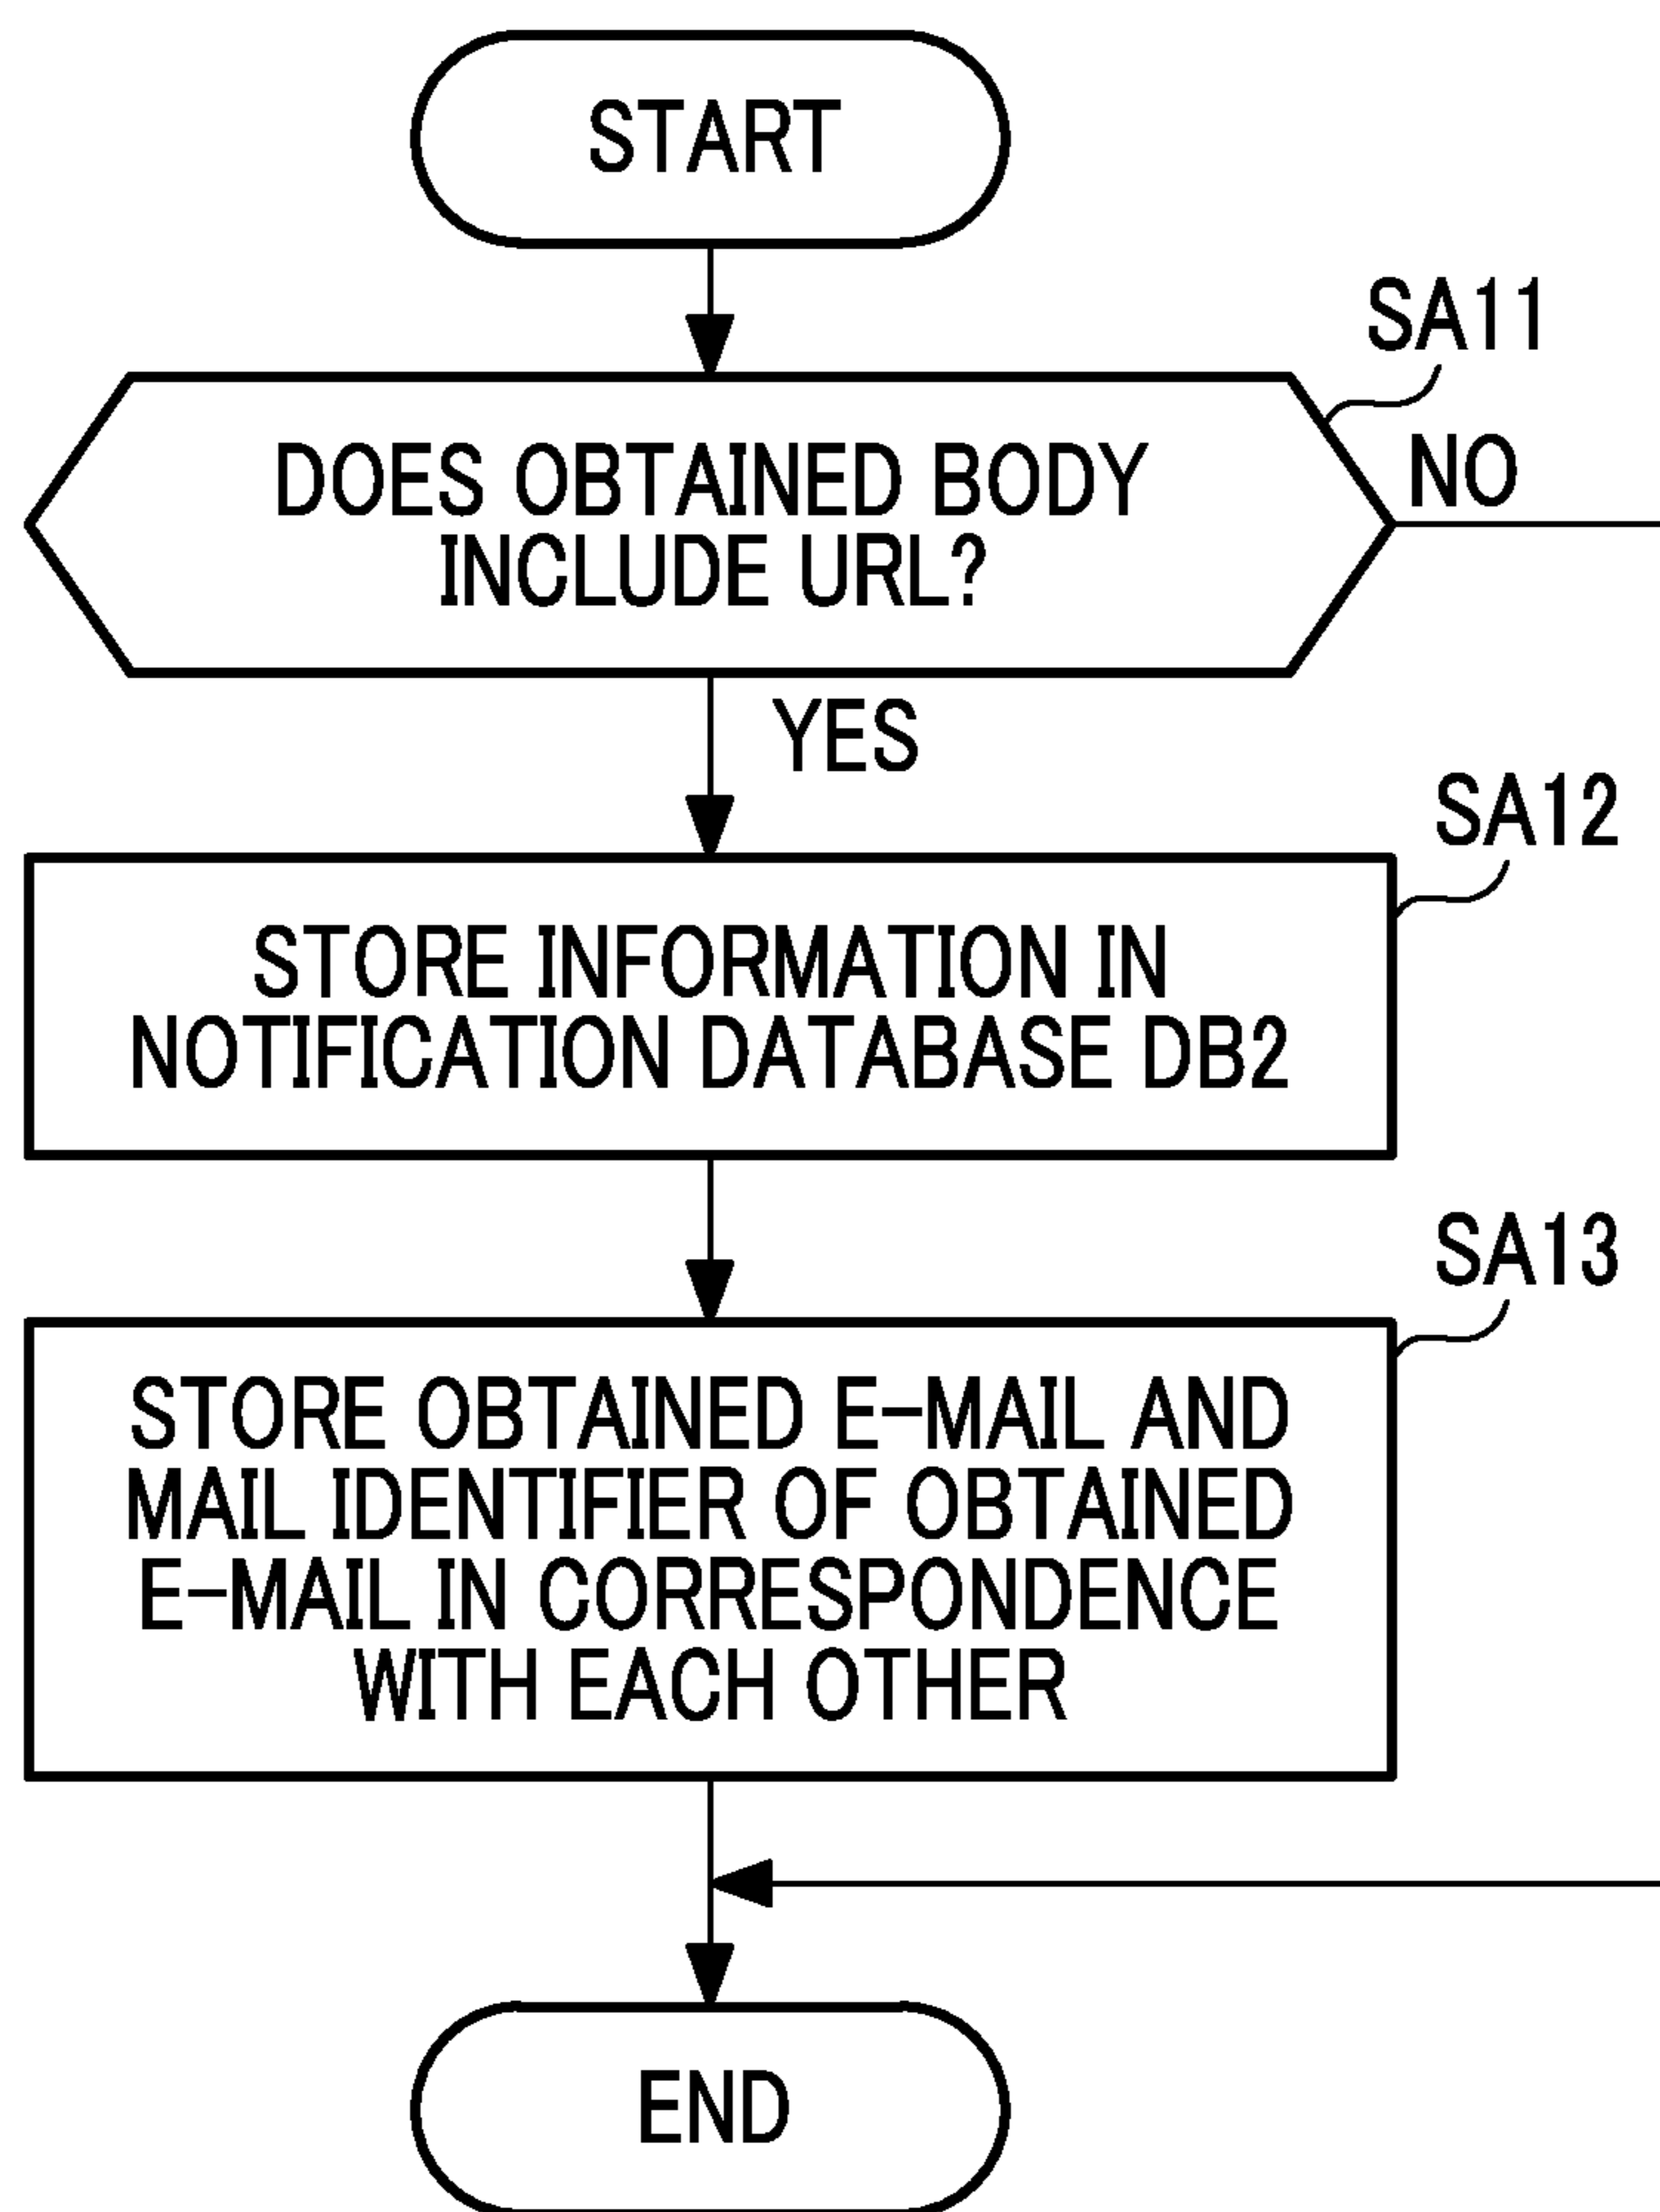 START
SA11
DOES OBTAINED BODY
INCLUDE URL?
NO
YES
SA12
STORE INFORMATION IN
NOTIFICATION DATABASE DB2
SA13
STORE OBTAINED E-MAIL AND
MAIL IDENTIFIER OF OBTAINED
E-MAIL IN CORRESPONDENCE
WITH EACH OTHER
END